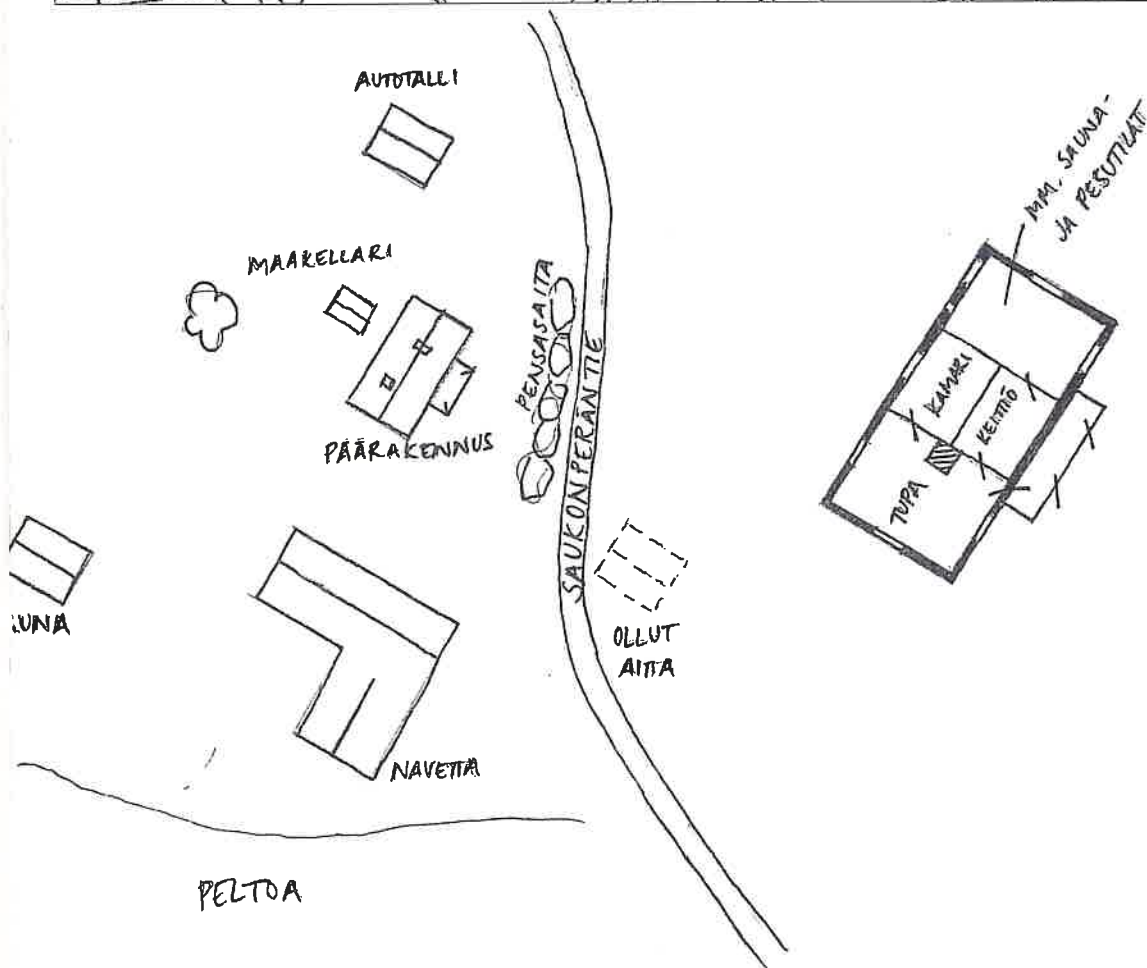 AUTOTALLI
MAAKELLARI
PENSASAITA
PÄÄRAKENNUS
SAUKONPERÄNTIE
MM. SAUNA-
JA PESUTILAT
KAMARI
KEITTIÖ
TUPA
UNA
OLLUT
AITTA
NAVETTA
PELTOA